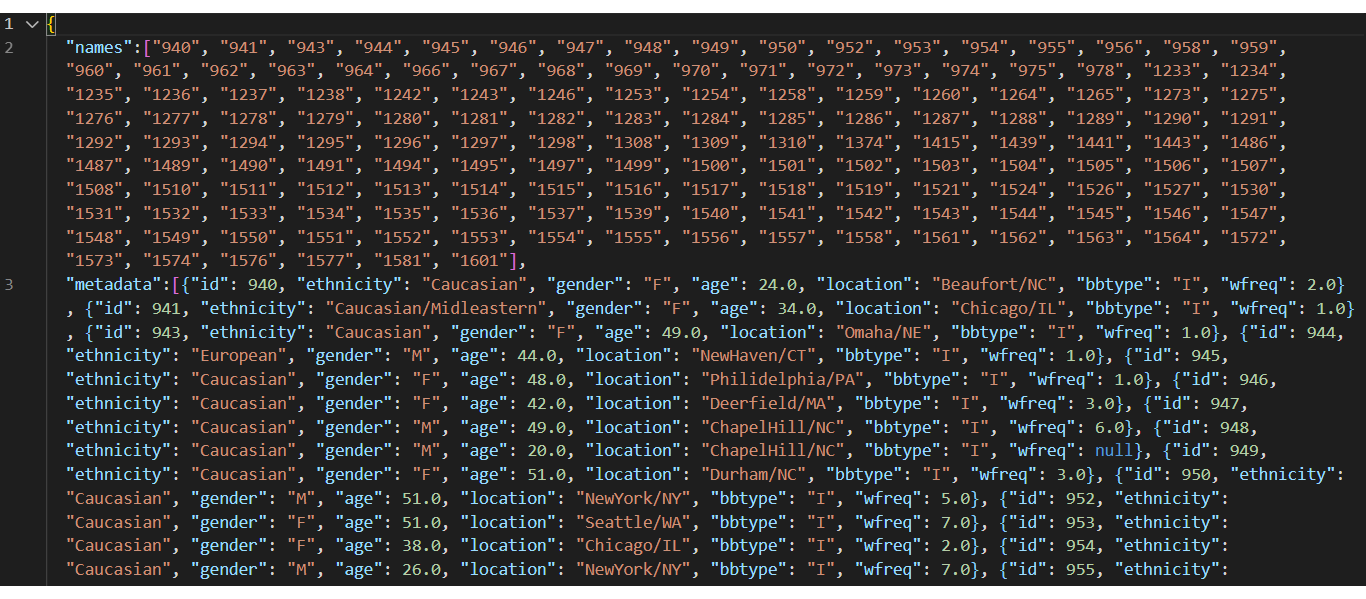 1 {
2 "names":["940", "941", "943", "944", "945", "946", "947", "948", "949", "950", "952", "953", "954", "955", "956", "958", "959",
"960", "961", "962", "963", "964", "966", "967", "968", "969", "970", "971", "972", "973", "974", "975", "978", "1233", "1234",
"1235", "1236", "1237", "1238", "1242", "1243", "1246", "1253", "1254", "1258", "1259", "1260", "1264", "1265", "1273", "1275",
"1276", "1277", "1278", "1279", "1280", "1281", "1282", "1283", "1284", "1285", "1286", "1287", "1288", "1289", "1290", "1291",
"1292", "1293", "1294", "1295", "1296", "1297", "1298", "1308", "1309", "1310", "1374", "1415", "1439", "1441", "1443", "1486",
"1487", "1489", "1490", "1491", "1494", "1495", "1497", "1499", "1500", "1501", "1502", "1503", "1504", "1505", "1506", "1507",
"1508", "1510", "1511", "1512", "1513", "1514", "1515", "1516", "1517", "1518", "1519", "1521", "1524", "1526", "1527", "1530",
"1531", "1532", "1533", "1534", "1535", "1536", "1537", "1539", "1540", "1541", "1542", "1543", "1544", "1545", "1546", "1547",
"1548", "1549", "1550", "1551", "1552", "1553", "1554", "1555", "1556", "1557", "1558", "1561", "1562", "1563", "1564", "1572",
"1573", "1574", "1576", "1577", "1581", "1601"],
3 "metadata":[{"id": 940, "ethnicity": "Caucasian", "gender": "F", "age": 24.0, "location": "Beaufort/NC", "bbtype": "I", "wfreq": 2.0}
, {"id": 941, "ethnicity": "Caucasian/Midleastern", "gender": "F", "age": 34.0, "location": "Chicago/IL", "bbtype": "I", "wfreq": 1.0}
, {"id": 943, "ethnicity": "Caucasian", "gender": "F", "age": 49.0, "location": "Omaha/NE", "bbtype": "I", "wfreq": 1.0}, {"id": 944,
"ethnicity": "European", "gender": "M", "age": 44.0, "location": "NewHaven/CT", "bbtype": "I", "wfreq": 1.0}, {"id": 945,
"ethnicity": "Caucasian", "gender": "F", "age": 48.0, "location": "Philidelphia/PA", "bbtype": "I", "wfreq": 1.0}, {"id": 946,
"ethnicity": "Caucasian", "gender": "F", "age": 42.0, "location": "Deerfield/MA", "bbtype": "I", "wfreq": 3.0}, {"id": 947,
"ethnicity": "Caucasian", "gender": "M", "age": 49.0, "location": "ChapelHill/NC", "bbtype": "I", "wfreq": 6.0}, {"id": 948,
"ethnicity": "Caucasian", "gender": "M", "age": 20.0, "location": "ChapelHill/NC", "bbtype": "I", "wfreq": null}, {"id": 949,
"ethnicity": "Caucasian", "gender": "F", "age": 51.0, "location": "Durham/NC", "bbtype": "I", "wfreq": 3.0}, {"id": 950, "ethnicity":
"Caucasian", "gender": "M", "age": 51.0, "location": "NewYork/NY", "bbtype": "I", "wfreq": 5.0}, {"id": 952, "ethnicity":
"Caucasian", "gender": "F", "age": 51.0, "location": "Seattle/WA", "bbtype": "I", "wfreq": 7.0}, {"id": 953, "ethnicity":
"Caucasian", "gender": "F", "age": 38.0, "location": "Chicago/IL", "bbtype": "I", "wfreq": 2.0}, {"id": 954, "ethnicity":
"Caucasian", "gender": "M", "age": 26.0, "location": "NewYork/NY", "bbtype": "I", "wfreq": 7.0}, {"id": 955, "ethnicity":